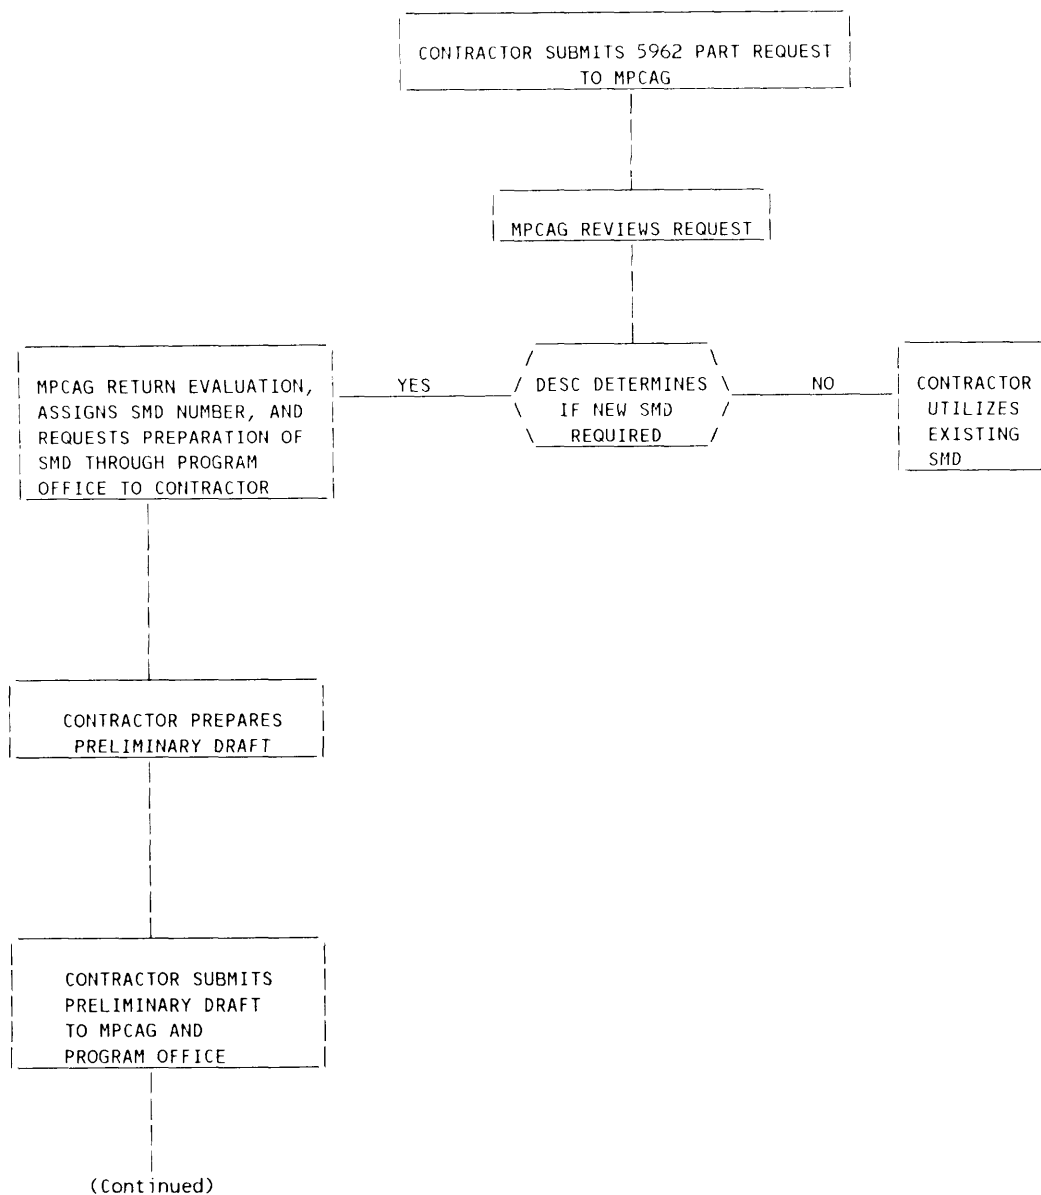 CONTRACTOR SUBMITS 5962 PART REQUEST
TO MPCAG
MPCAG REVIEWS REQUEST
MPCAG RETURN EVALUATION,
ASSIGNS SMD NUMBER, AND
REQUESTS PREPARATION OF
SMD THROUGH PROGRAM
OFFICE TO CONTRACTOR
YES
DESC DETERMINES
IF NEW SMD
REQUIRED
NO
CONTRACTOR
UTILIZES
EXISTING
SMD
CONTRACTOR PREPARES
PRELIMINARY DRAFT
CONTRACTOR SUBMITS
PRELIMINARY DRAFT
TO MPCAG AND
PROGRAM OFFICE
(Continued)